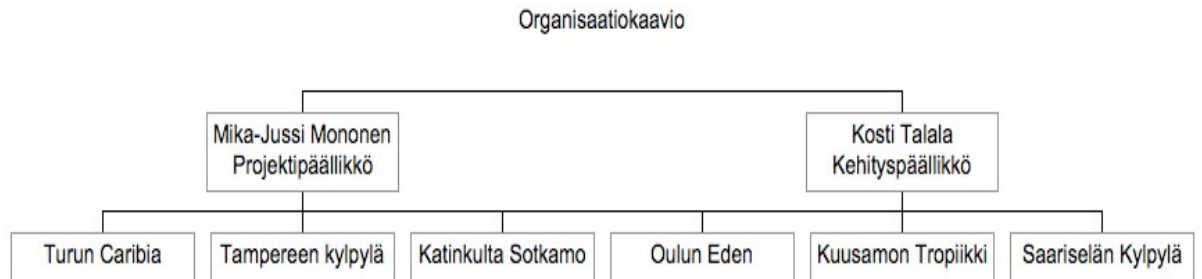 Organisaatiokaavio
Mika-Jussi Mononen
Projektipäällikkö
Kosti Talala
Kehityspäällikkö
Turun Caribia
Tampereen kylpylä
Katinkulta Sotkamo
Oulun Eden
Kuusamon Tropiikki
Saariselän Kylpylä